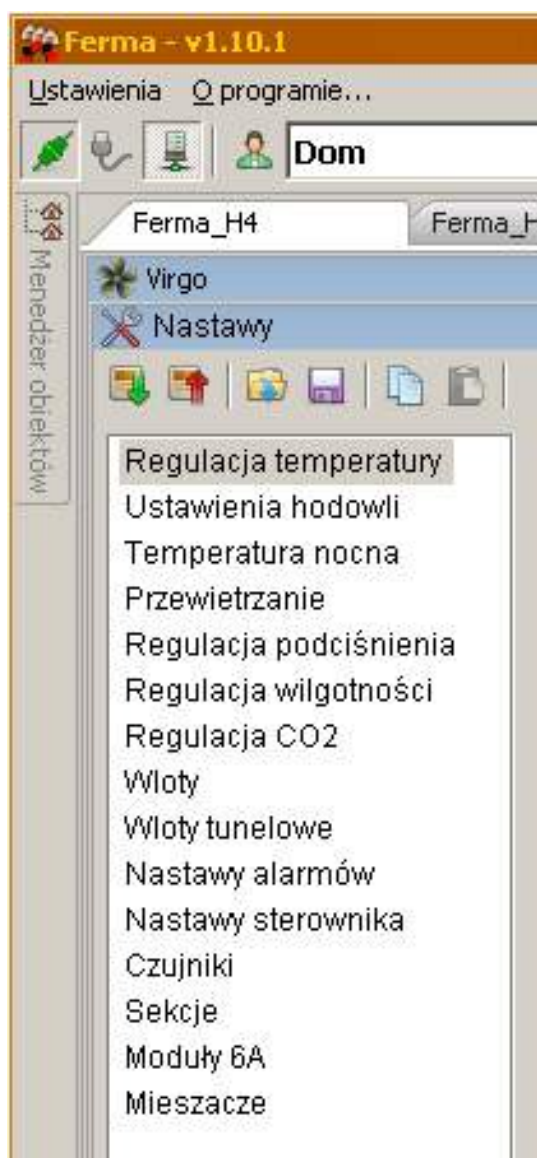 Ferma - v1.10.1
Ustawienia O programie...
Dom
Menedżer obiektów
Ferma_H4 Ferma_H
Virgo
Nastawy
Regulacja temperatury
Ustawienia hodowli
Temperatura nocna
Przewietrzanie
Regulacja podciśnienia
Regulacja wilgotności
Regulacja CO2
Wloty
Wloty tunelowe
Nastawy alarmów
Nastawy sterownika
Czujniki
Sekcje
Moduły 6A
Mieszacze